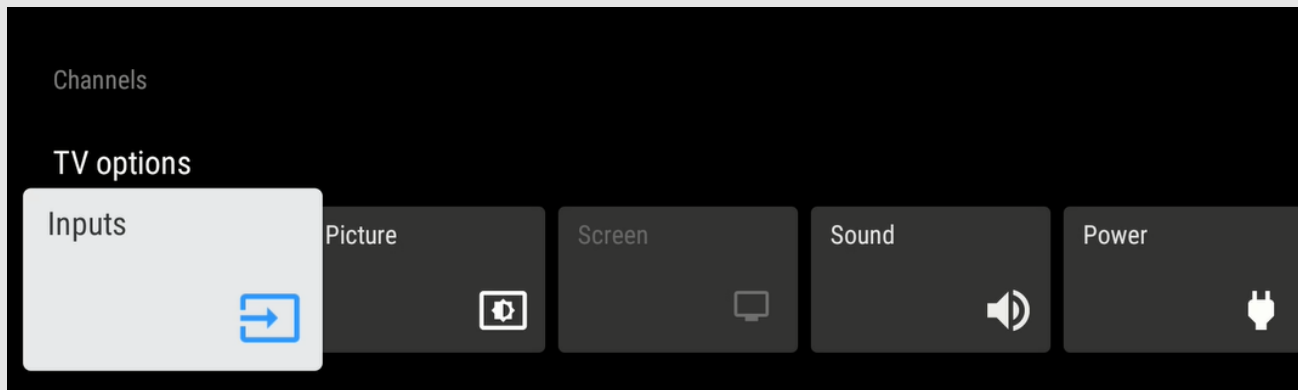 Channels
TV options
Inputs
Picture
Screen
Sound
Power